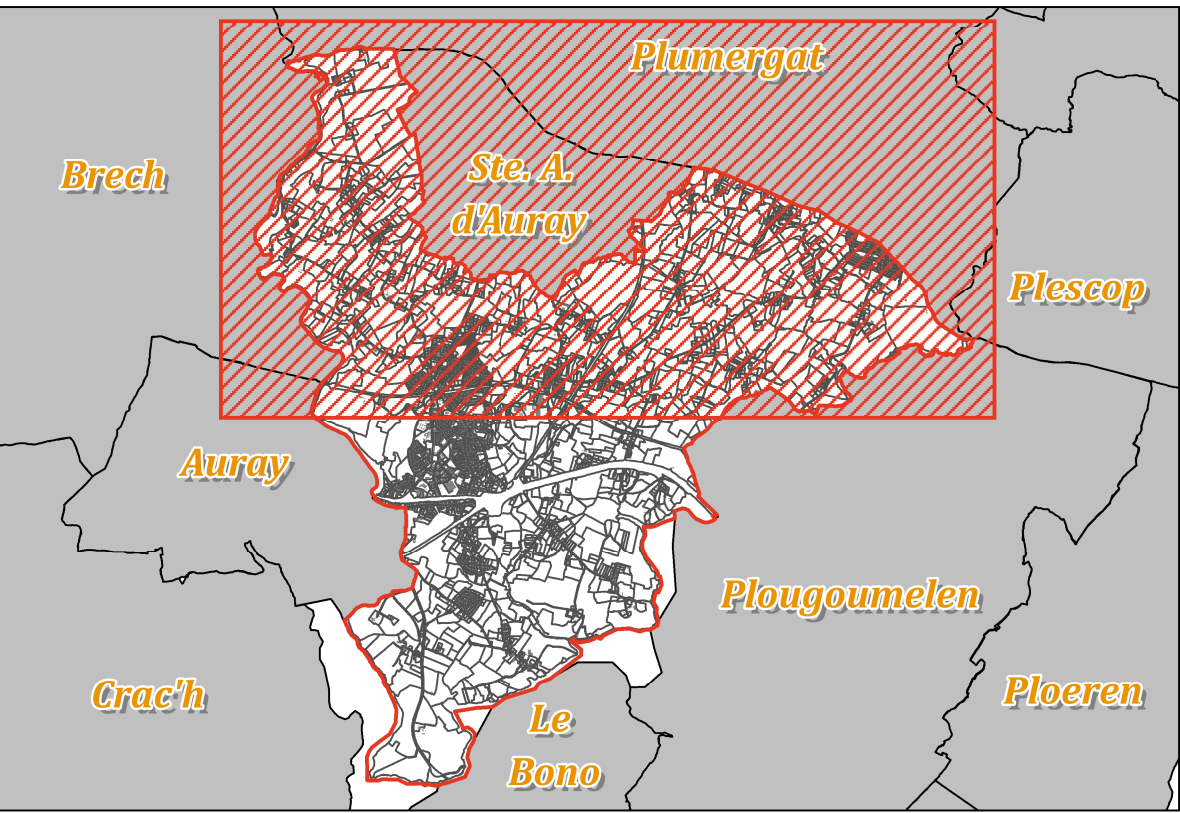 Plumergat
Brech
Ste. A.
d'Auray
Plescop
Auray
Plougoumelen
Crac'h
Ploeren
Le
Bono